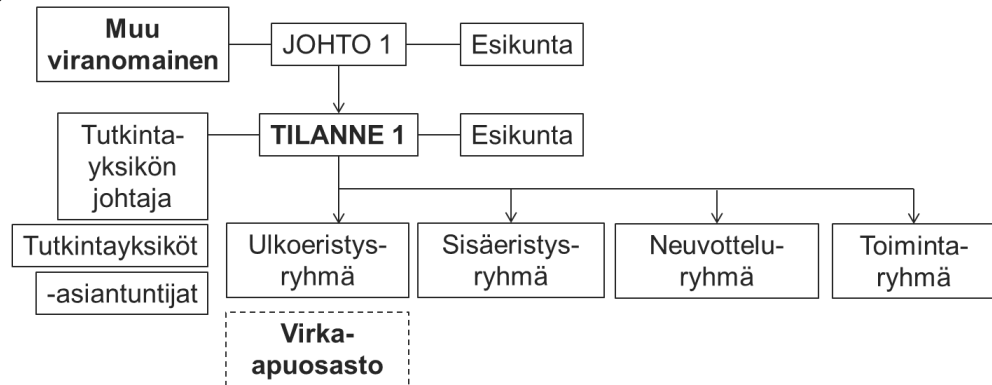 Muu
viranomainen
JOHTO 1
Esikunta
Tutkinta-
yksikön
johtaja
TILANNE 1
Esikunta
Tutkintayksiköt
-asiantuntijat
Ulkoeristys-
ryhmä
Sisäeristys-
ryhmä
Neuvottelu-
ryhmä
Toiminta-
ryhmä
Virka-
apuosasto